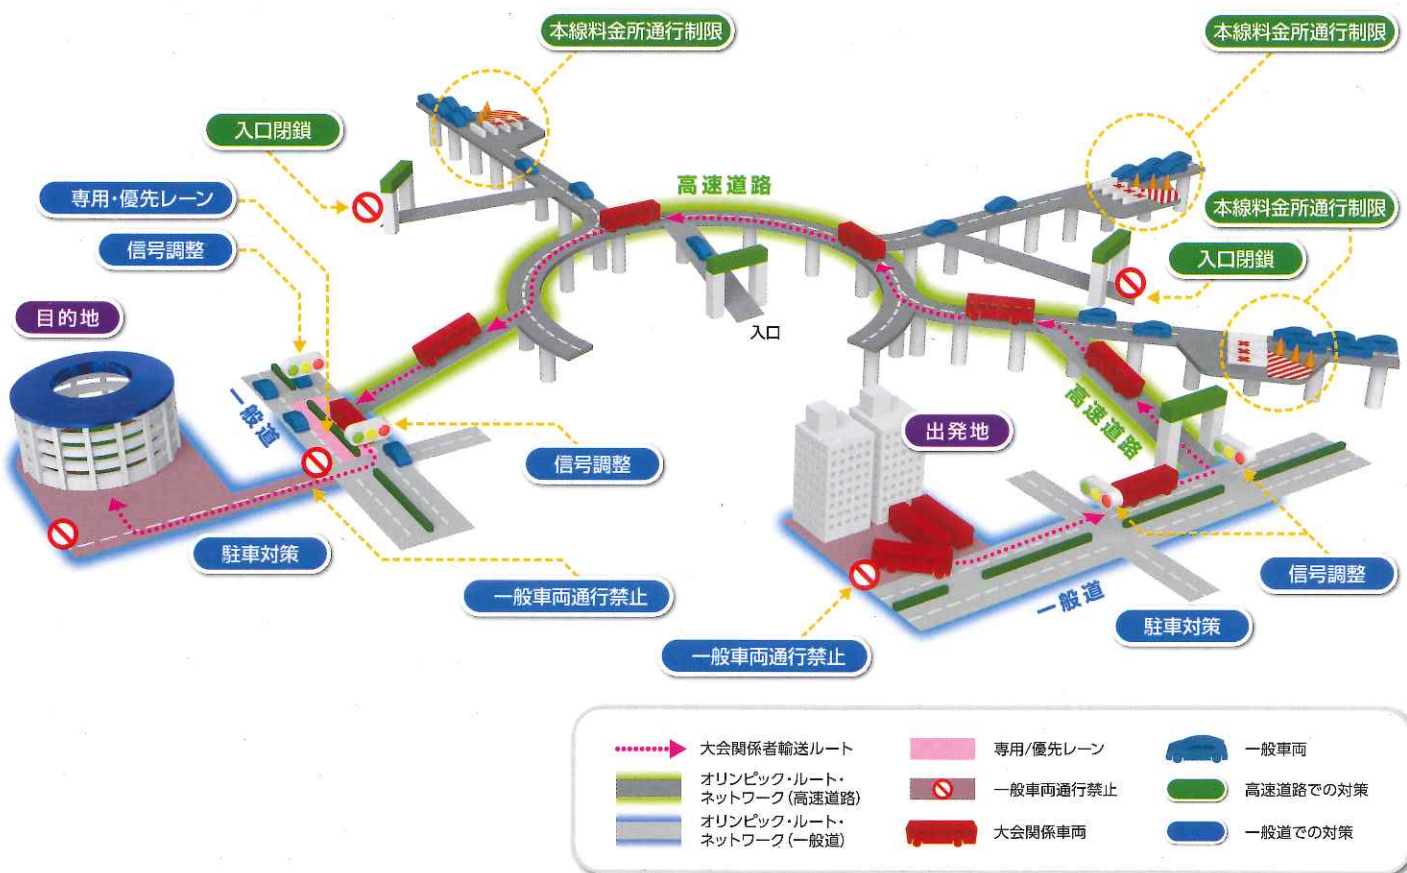 本線料金所通行制限
本線料金所通行制限
入口閉鎖
専用・優先レーン
高速道路
本線料金所通行制限
信号調整
入口閉鎖
目的地
入口
一般道
高速道路
出発地
信号調整
駐車対策
信号調整
一般車両通行禁止
一般道
駐車対策
一般車両通行禁止
大会関係者輸送ルート
オリンピック・ルート・
ネットワーク(高速道路)
オリンピック・ルート・
ネットワーク(一般道)
専用/優先レーン
一般車両通行禁止
大会関係車両
一般車両
高速道路での対策
一般道での対策